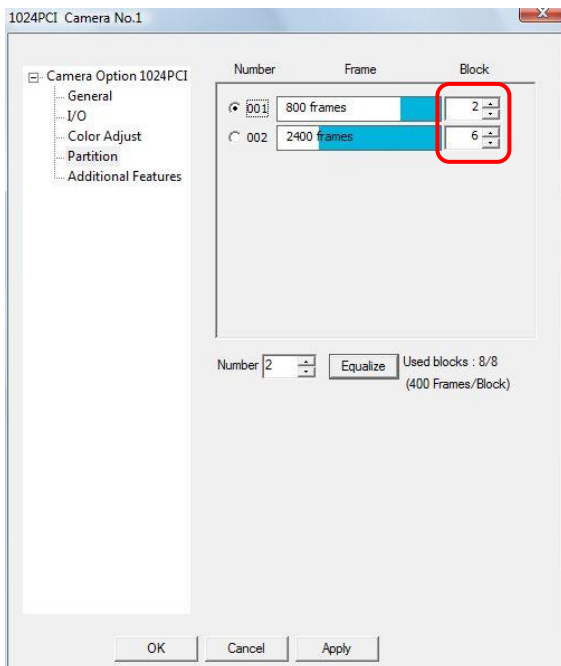 1024PCI Camera No.1
Camera Option 1024PCI
General
I/O
Color Adjust
Partition
Additional Features
Number Frame Block
001 800 frames 2
002 2400 frames 6
Number 2 Equalize Used blocks : 8/8
(400 Frames/Block)
OK Cancel Apply